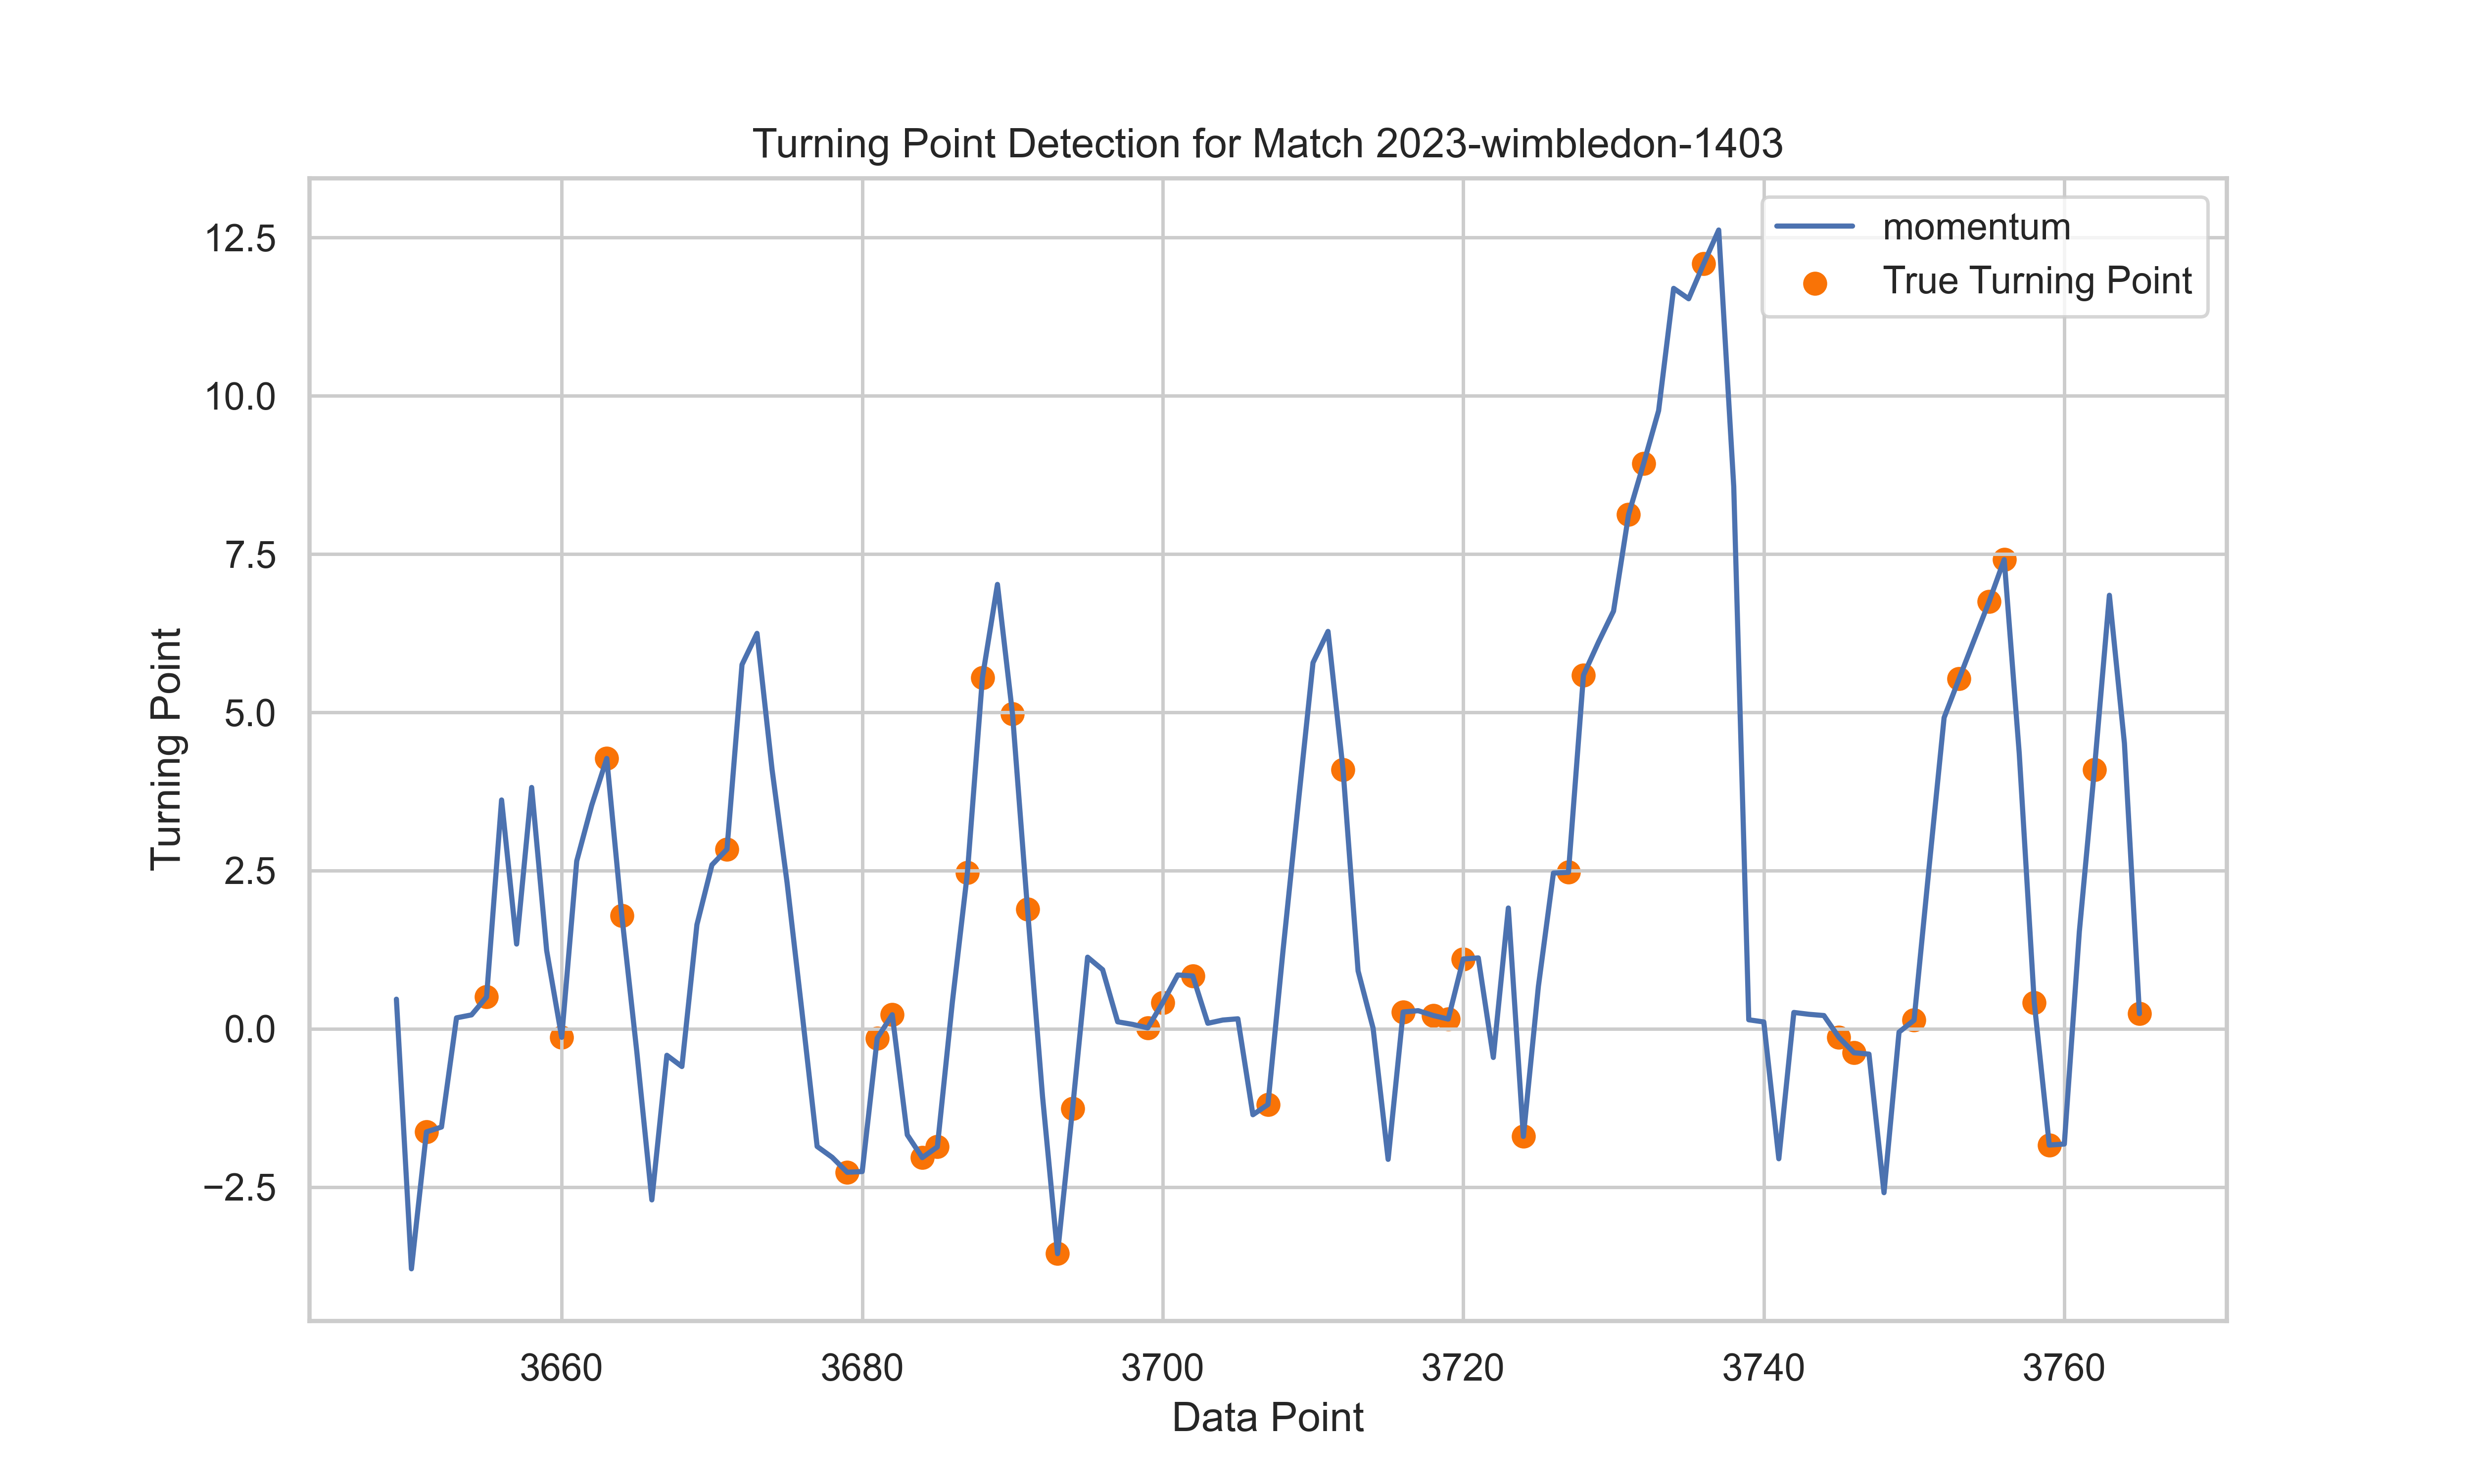 Turning Point Detection for Match 2023-wimbledon-1403
momentum
True Turning Point
12.5
10.0
7.5
5.0
2.5
0.0
−2.5
Turning Point
3660
3680
3700
3720
3740
3760
Data Point